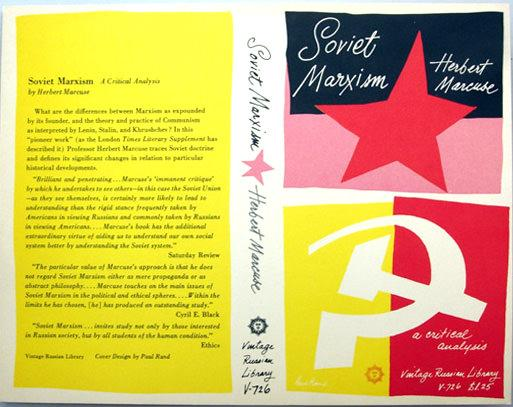 Soviet Marxism A Critical Analysis
by Herbert Marcuse
What are the differences between Marxism as expounded
by its founder, and the theory and practice of Communism
as interpreted by Lenin, Stalin, and Khrushchev? In this
"pioneer work" (as the London Times Literary Supplement has
described it) Professor Herbert Marcuse traces Soviet doctrine
and defines its significant changes in relation to particular
historical developments.
"Brilliant and penetrating . . . Marcuse's 'immanent critique'
by which he undertakes to see others—in this case the Soviet Union
—as they see themselves, is certainly more likely to lead to
understanding than the rigid stance frequently taken by
Americans in viewing Russians and commonly taken by Russians
in viewing Americans. . . . Marcuse's book has the additional
extraordinary virtue of aiding us to understand our own social
system better by understanding the Soviet system."
Saturday Review
"The particular value of Marcuse's approach is that he does
not regard Soviet Marxism either as mere propaganda or as
abstract philosophy. . . . Marcuse touches on the main issues of
Soviet Marxism in the political and ethical spheres. . . . Within the
limits he has chosen, [he] has produced an outstanding study."
Cyril E. Black
"Soviet Marxism . . . invites study not only by those interested
in Russian society, but by all students of the human condition."
Ethics
Vintage Russian Library Cover Design by Paul Rand
Soviet Marxism Herbert Marcuse
Vintage
Russian
Library
V-726
Soviet
Marxism
Herbert
Marcuse
a critical
analysis
Paul Rand
Vintage Russian Library
V-726 $1.25